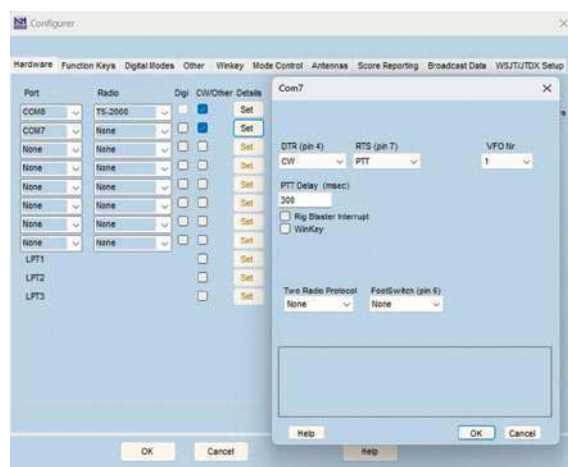 Configurer
Hardware Function Keys Digital Modes Other Winkey Mode Control Antennas Score Reporting Broadcast Data WSJT/JTDX Setup
Port Radio Digi CW/Other Details
COM8 TS-2000 Set
COM7 None Set
None None Set
None None Set
None None Set
None None Set
None None Set
None None Set
LPT1 Set
LPT2 Set
LPT3 Set
OK Cancel Help
Com7
DTR (pin 4) RTS (pin 7) VFO Nr
CW PTT 1
PTT Delay (msec)
300
Rig Blaster Interrupt
WinKey
Two Radio Protocol FootSwitch (pin 6)
None None
Help OK Cancel